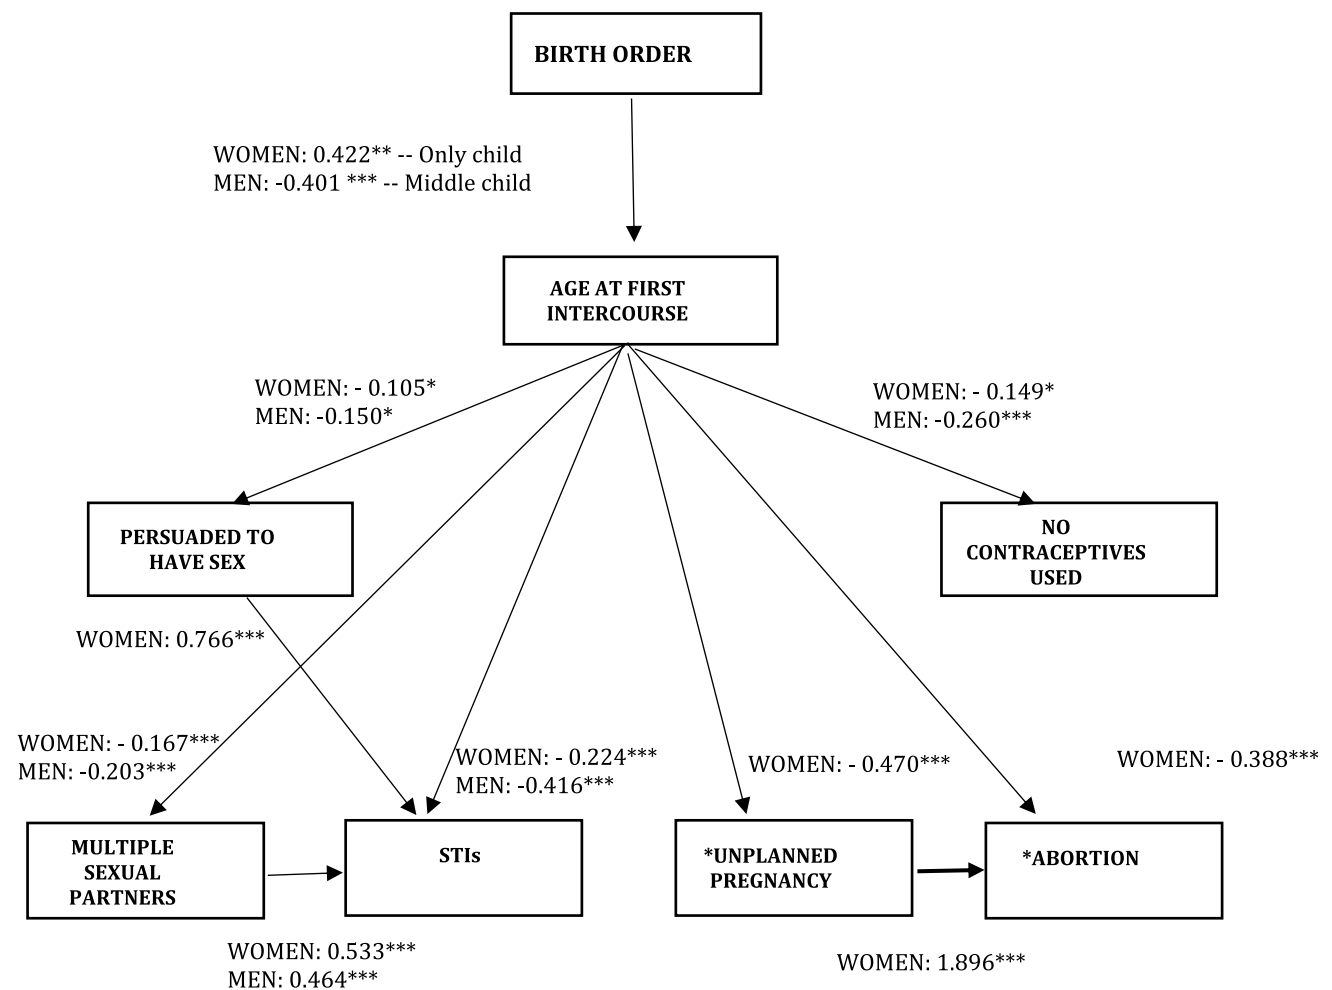 BIRTH ORDER
WOMEN: 0.422** -- Only child
MEN: -0.401 *** -- Middle child
AGE AT FIRST
INTERCOURSE
WOMEN: - 0.105*
MEN: -0.150*
WOMEN: - 0.149*
MEN: -0.260***
PERSUADED TO
HAVE SEX
NO
CONTRACEPTIVES
USED
WOMEN: 0.766***
WOMEN: - 0.167***
MEN: -0.203***
WOMEN: - 0.224***
MEN: -0.416***
WOMEN: - 0.470***
WOMEN: - 0.388***
MULTIPLE
SEXUAL
PARTNERS
STIs
*UNPLANNED
PREGNANCY
*ABORTION
WOMEN: 0.533***
MEN: 0.464***
WOMEN: 1.896***